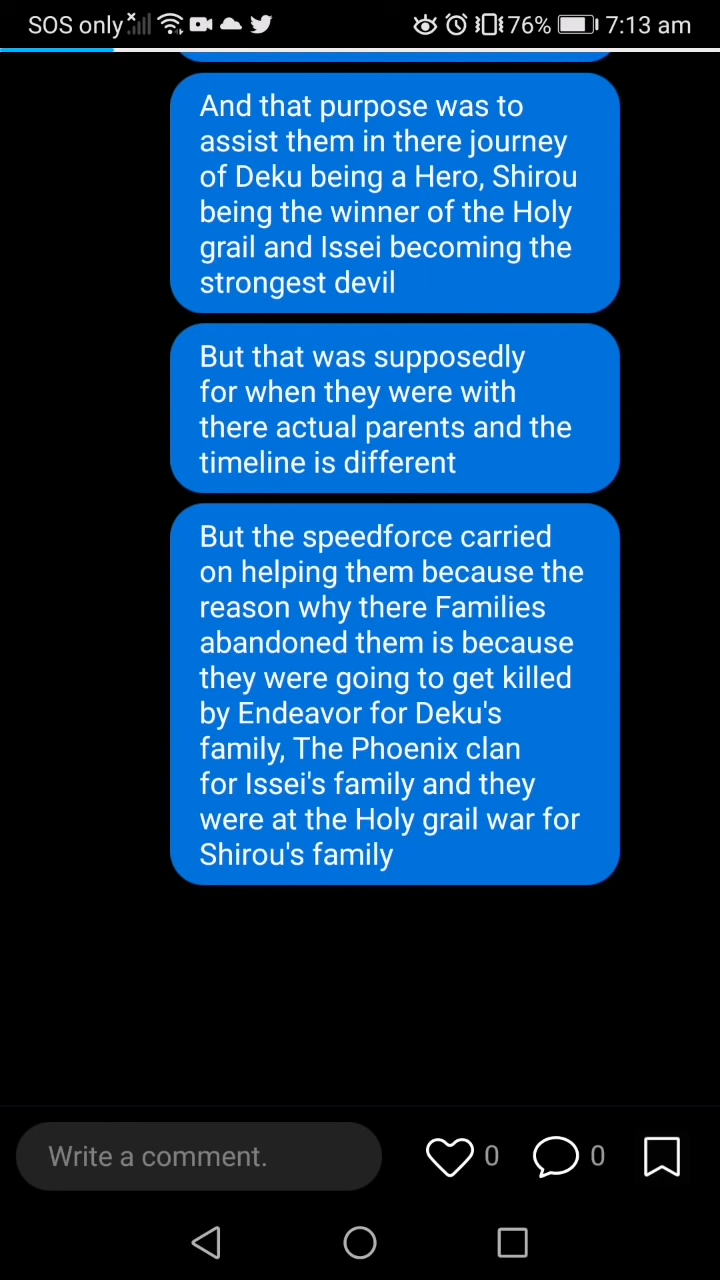 SOS only 76% 7:13 am
And that purpose was to
assist them in there journey
of Deku being a Hero, Shirou
being the winner of the Holy
grail and Issei becoming the
strongest devil
But that was supposedly
for when they were with
there actual parents and the
timeline is different
But the speedforce carried
on helping them because the
reason why there Families
abandoned them is because
they were going to get killed
by Endeavor for Deku's
family, The Phoenix clan
for Issei's family and they
were at the Holy grail war for
Shirou's family
Write a comment. 0 0